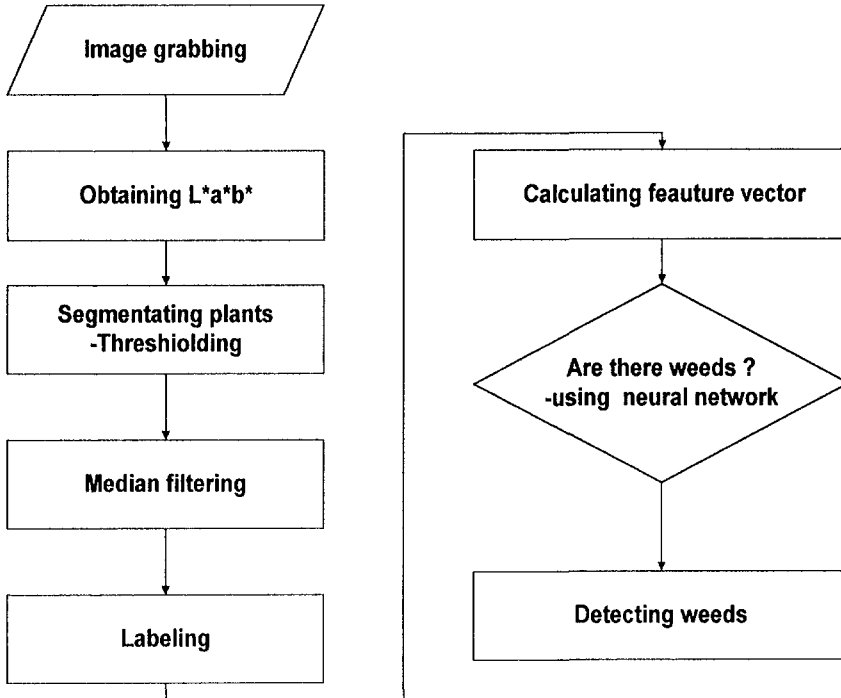 Image grabbing
Obtaining L*a*b*
Segmentating plants
-Threshiolding
Median filtering
Labeling
Calculating feauture vector
Are there weeds ?
-using neural network
Detecting weeds